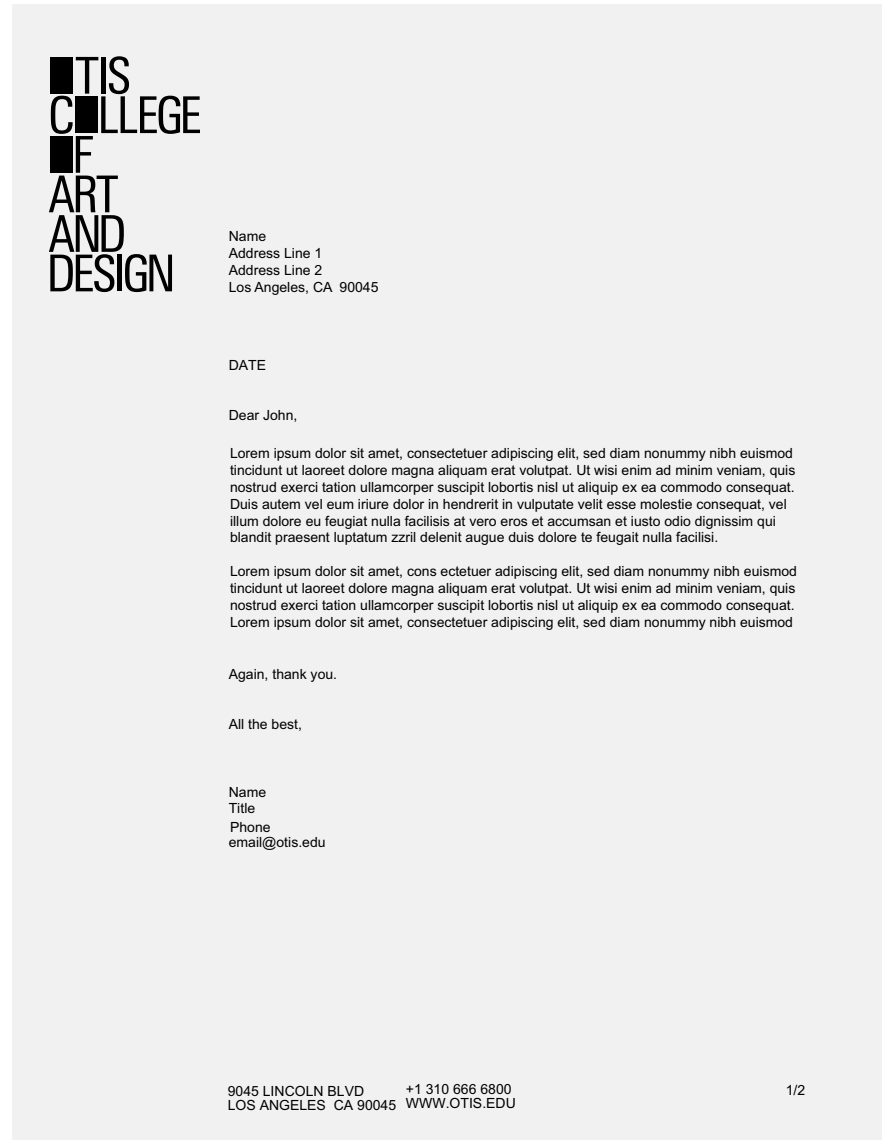 OTIS
COLLEGE
OF
ART
AND
DESIGN
Name
Address Line 1
Address Line 2
Los Angeles, CA  90045
DATE
Dear John,
Lorem ipsum dolor sit amet, consectetuer adipiscing elit, sed diam nonummy nibh euismod
tincidunt ut laoreet dolore magna aliquam erat volutpat. Ut wisi enim ad minim veniam, quis
nostrud exerci tation ullamcorper suscipit lobortis nisl ut aliquip ex ea commodo consequat.
Duis autem vel eum iriure dolor in hendrerit in vulputate velit esse molestie consequat, vel
illum dolore eu feugiat nulla facilisis at vero eros et accumsan et iusto odio dignissim qui
blandit praesent luptatum zzril delenit augue duis dolore te feugait nulla facilisi.
Lorem ipsum dolor sit amet, cons ectetuer adipiscing elit, sed diam nonummy nibh euismod
tincidunt ut laoreet dolore magna aliquam erat volutpat. Ut wisi enim ad minim veniam, quis
nostrud exerci tation ullamcorper suscipit lobortis nisl ut aliquip ex ea commodo consequat.
Lorem ipsum dolor sit amet, consectetuer adipiscing elit, sed diam nonummy nibh euismod
Again, thank you.
All the best,
Name
Title
Phone
email@otis.edu
9045 LINCOLN BLVD
LOS ANGELES  CA 90045
+1 310 666 6800
WWW.OTIS.EDU
1/2